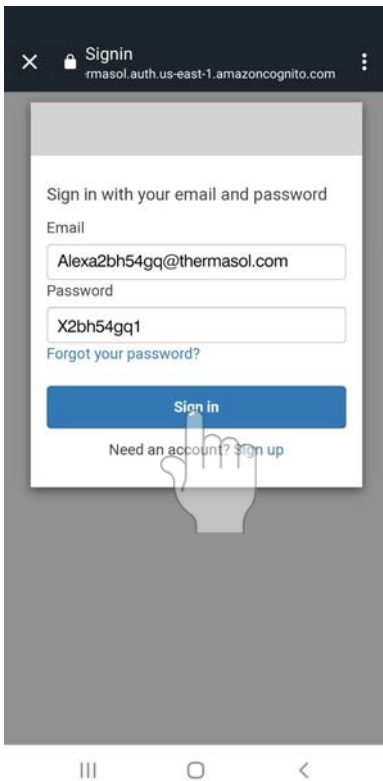 Signin
rmasol.auth.us-east-1.amazoncognito.com
Sign in with your email and password
Email
Alexa2bh54gq@thermasol.com
Password
X2bh54gq1
Forgot your password?
Sign in
Need an account? Sign up